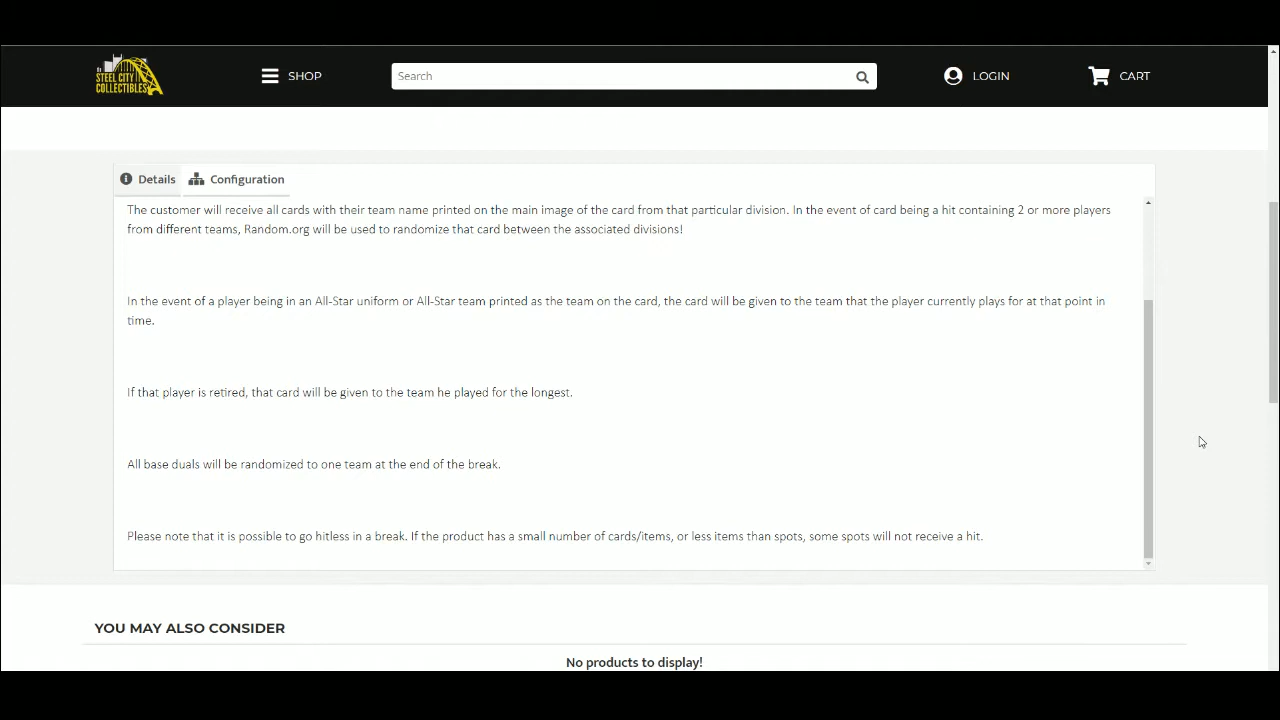 STEEL CITY
COLLECTIBLES
SHOP
Search
LOGIN
CART
Details
Configuration
The customer will receive all cards with their team name printed on the main image of the card from that particular division. In the event of card being a hit containing 2 or more players
from different teams, Random.org will be used to randomize that card between the associated divisions!
In the event of a player being in an All-Star uniform or All-Star team printed as the team on the card, the card will be given to the team that the player currently plays for at that point in
time.
If that player is retired, that card will be given to the team he played for the longest.
All base duals will be randomized to one team at the end of the break.
Please note that it is possible to go hitless in a break. If the product has a small number of cards/items, or less items than spots, some spots will not receive a hit.
YOU MAY ALSO CONSIDER
No products to display!